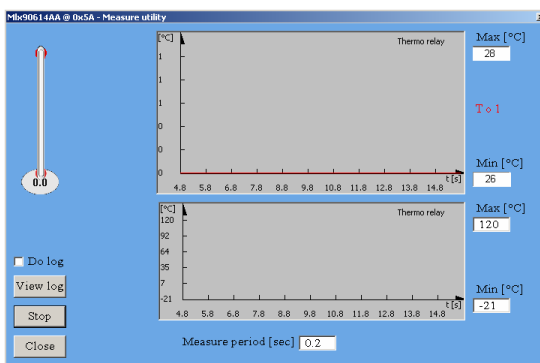 Mlx90614AA @ 0x5A - Measure utility
[°C]
Thermo relay
1
1
1
0
0
0
4.8 5.8 6.8 7.8 8.8 9.8 10.8 11.8 12.8 13.8 14.8
t [s]
Max [°C]
28
To1
Min [°C]
26
0.0
[°C]
Thermo relay
120
92
64
35
7
-21
4.8 5.8 6.8 7.8 8.8 9.8 10.8 11.8 12.8 13.8 14.8
t [s]
Max [°C]
120
Min [°C]
-21
Do log
View log
Stop
Close
Measure period [sec] 0.2